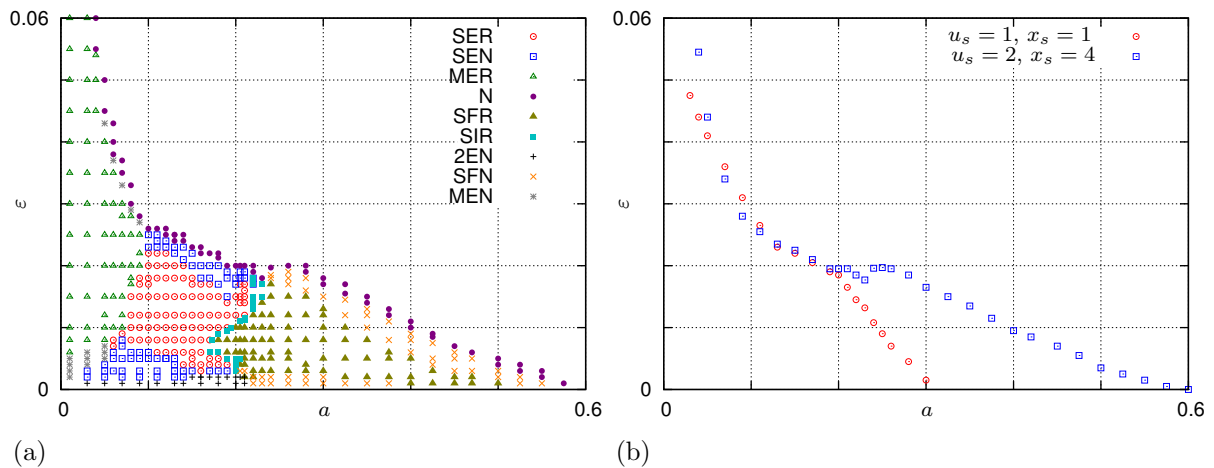 0.06
ε
0
0
a
0.6
SER
SEN
MER
N
SFR
SIR
2EN
SFN
MEN
(a)
0.06
ε
0
0
a
0.6
u_s = 1, x_s = 1
u_s = 2, x_s = 4
(b)